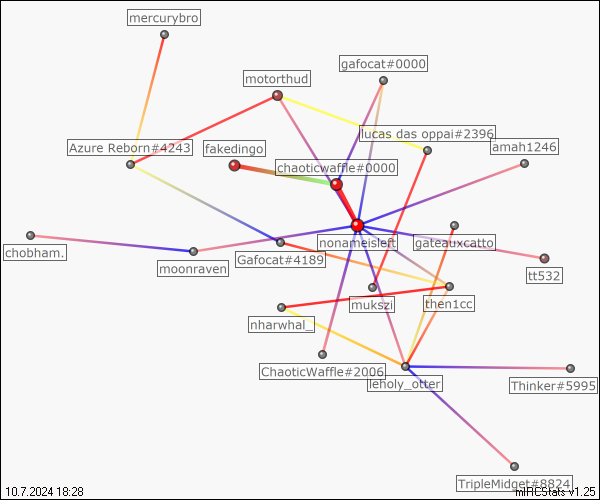 mercurybro
gafocat#0000
motorthud
lucas das oppai#2396
Azure Reborn#4243
fakedingo
amah1246
chaoticwaffle#0000
nonameisleft
gateauxcatto
chobham.
moonraven
Gafocat#4189
tt532
mukszi
then1cc
nharwhal_
ChaoticWaffle#2006
leholy_otter
Thinker#5995
TripleMidget#8824
10.7.2024 18:28
mIRCStats v1.25